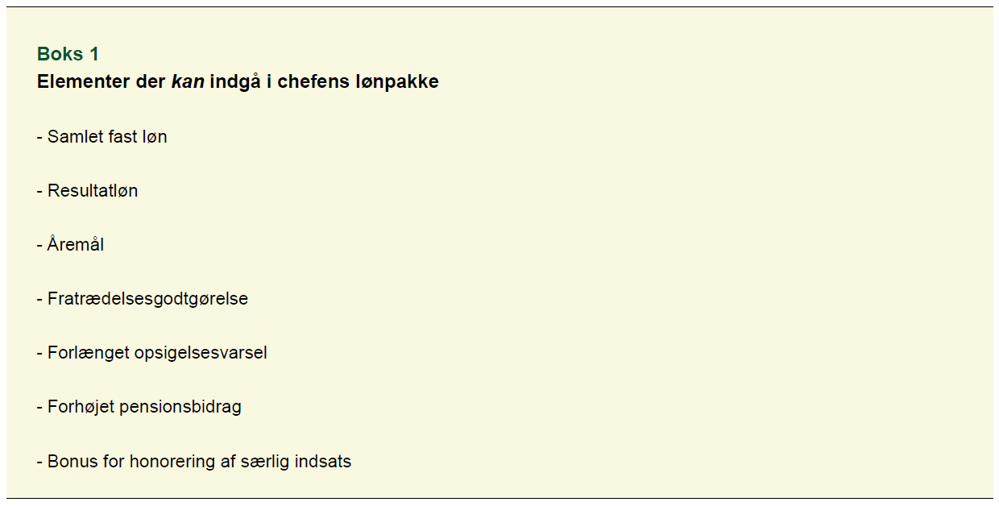 Boks 1
Elementer der kan indgå i chefens lønpakke
- Samlet fast løn
- Resultatløn
- Åremål
- Fratrædelsesgodtgørelse
- Forlænget opsigelsesvarsel
- Forhøjet pensionsbidrag
- Bonus for honorering af særlig indsats